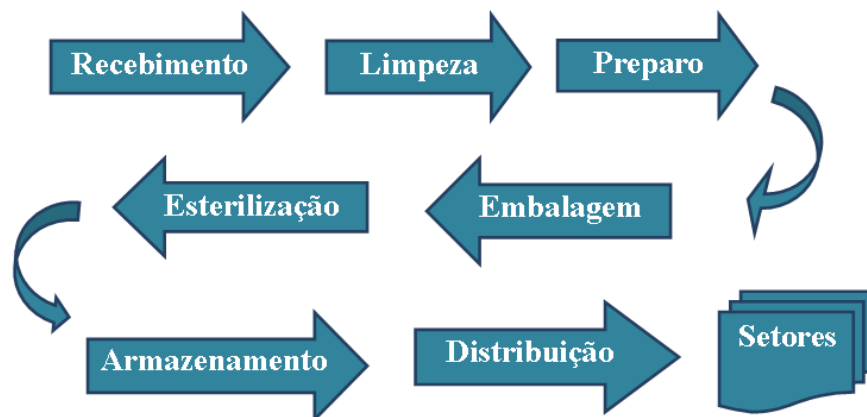 Recebimento
Limpeza
Preparo
Embalagem
Esterilização
Armazenamento
Distribuição
Setores